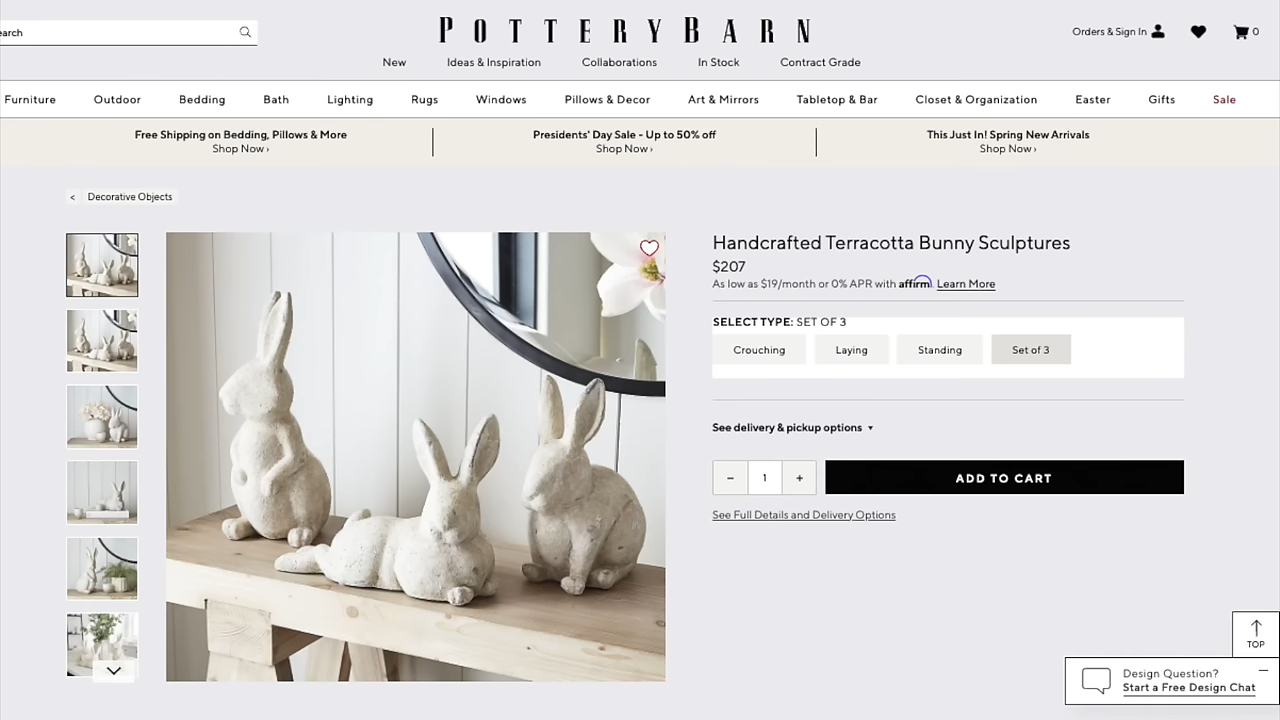 earch
POTTERYBARN
Orders & Sign In
0
New Ideas & Inspiration Collaborations In Stock Contract Grade
Furniture Outdoor Bedding Bath Lighting Rugs Windows Pillows & Decor Art & Mirrors Tabletop & Bar Closet & Organization Easter Gifts Sale
Free Shipping on Bedding, Pillows & More
Shop Now ›
Presidents' Day Sale - Up to 50% off
Shop Now ›
This Just In! Spring New Arrivals
Shop Now ›
< Decorative Objects
Handcrafted Terracotta Bunny Sculptures
$207
As low as $19/month or 0% APR with affirm. Learn More
SELECT TYPE: SET OF 3
Crouching Laying Standing Set of 3
See delivery & pickup options
− 1 + ADD TO CART
See Full Details and Delivery Options
TOP
Design Question?
Start a Free Design Chat